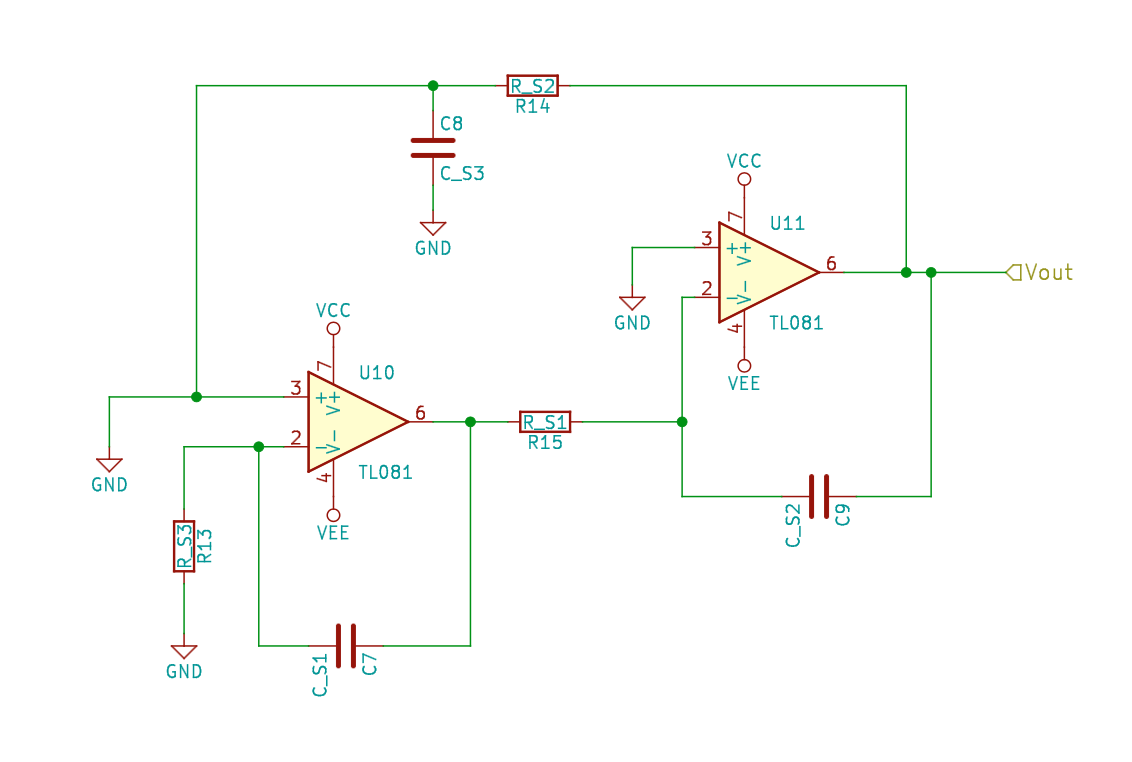 R_S2
R14
C8
C_S3
GND
VCC
7
U11
3
+
V+
6
Vout
2
−
V−
GND
4
TL081
VEE
VCC
7
U10
3
+
V+
6
R_S1
R15
2
−
V−
4
TL081
GND
VEE
C_S2
C9
R_S3
R13
GND
C_S1
C7